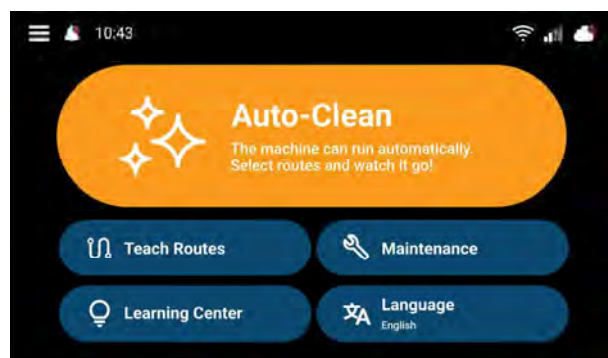 10:43
Auto-Clean
The machine can run automatically.
Select routes and watch it go!
Teach Routes
Maintenance
Learning Center
Language
English